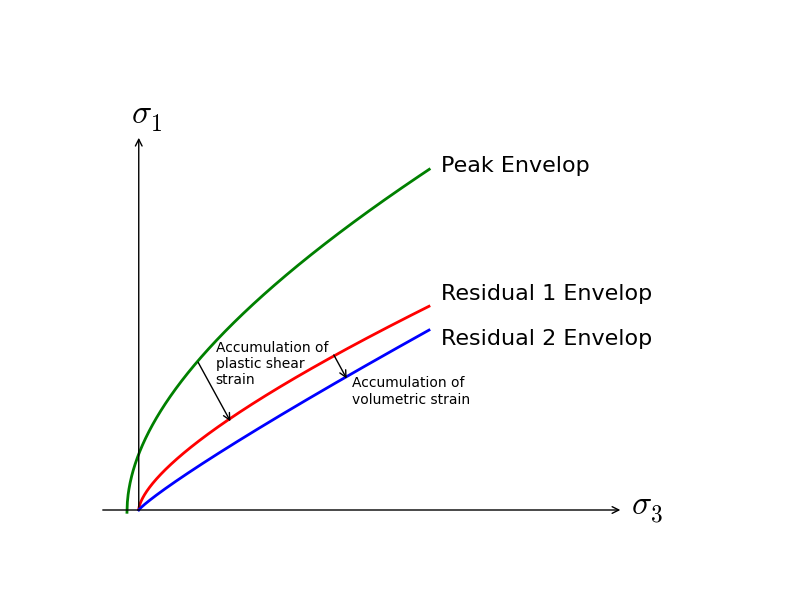 σ₁
Peak Envelop
Residual 1 Envelop
Residual 2 Envelop
Accumulation of
plastic shear
strain
Accumulation of
volumetric strain
σ₃